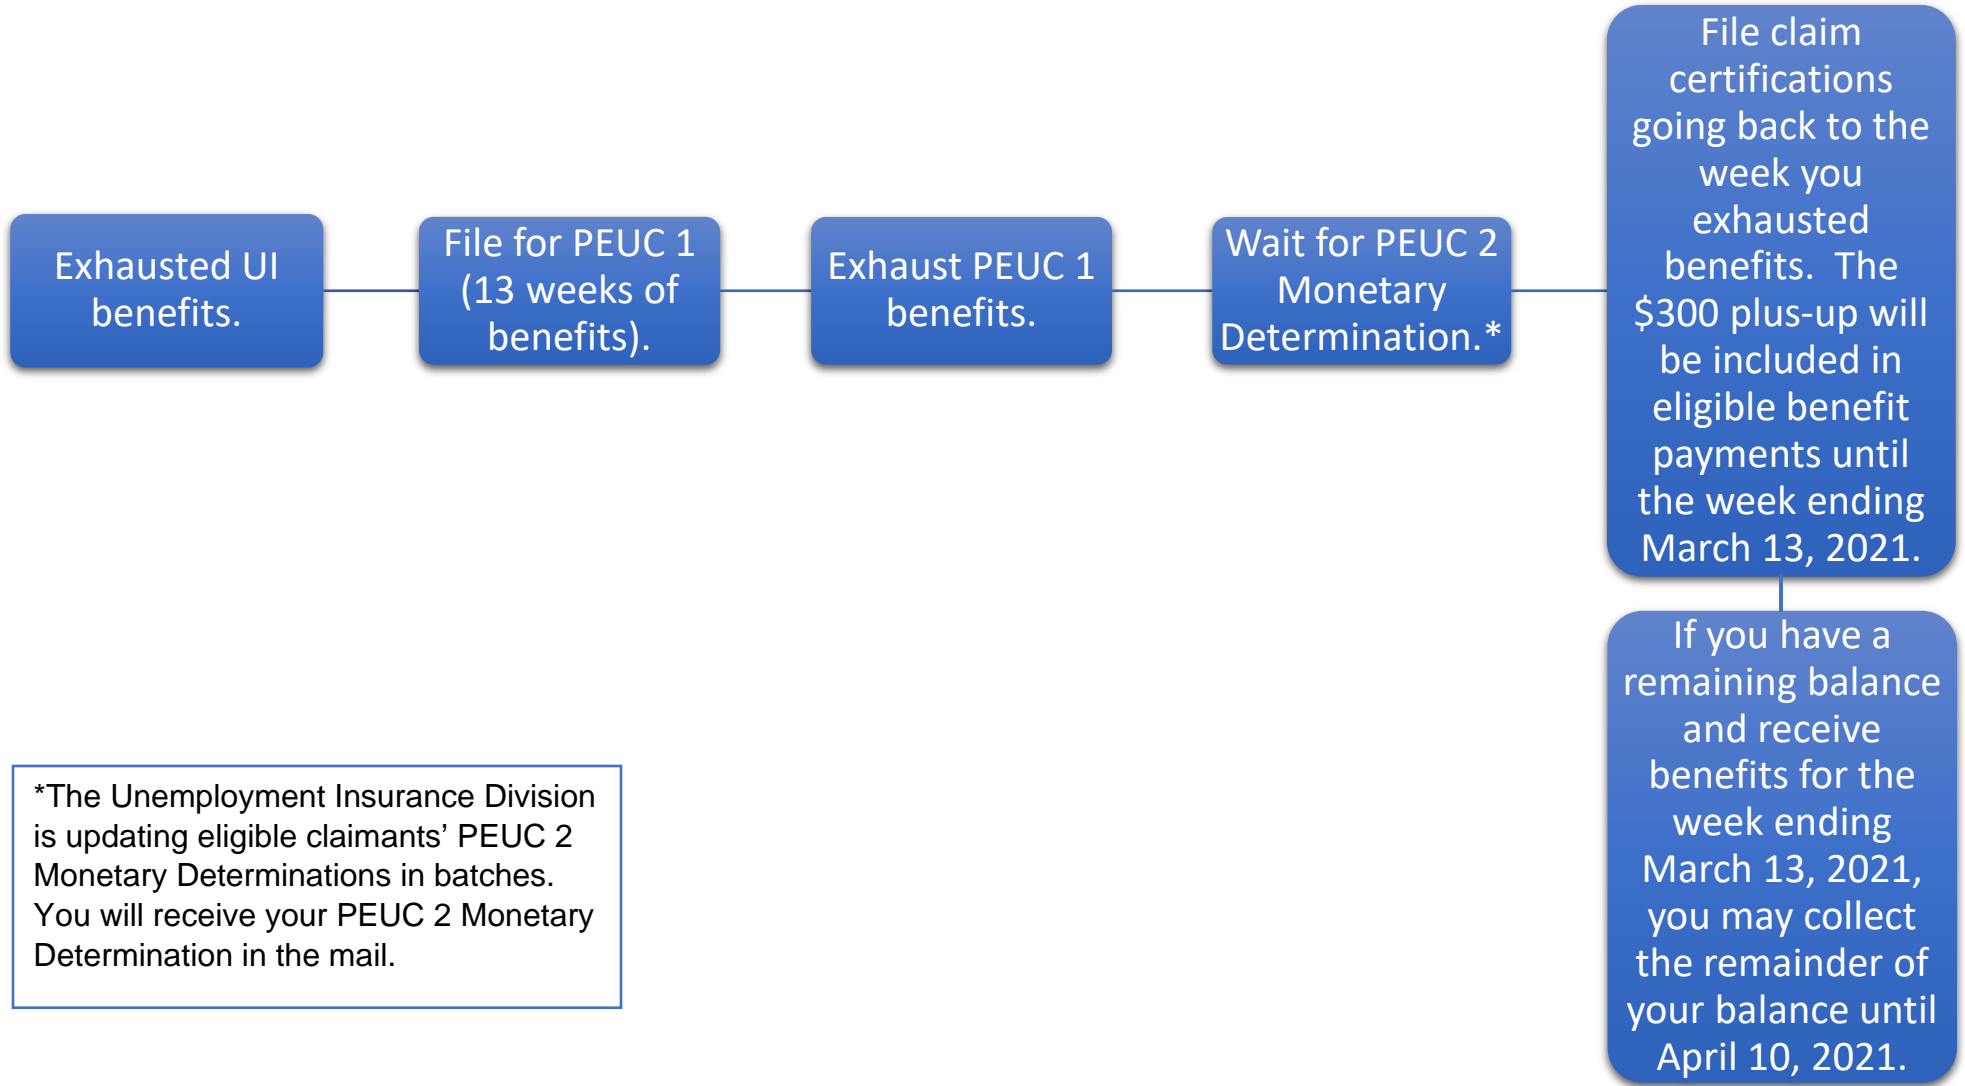 Exhausted UI
benefits.
File for PEUC 1
(13 weeks of
benefits).
Exhaust PEUC 1
benefits.
Wait for PEUC 2
Monetary
Determination.*
File claim
certifications
going back to the
week you
exhausted
benefits.  The
$300 plus-up will
be included in
eligible benefit
payments until
the week ending
March 13, 2021.
If you have a
remaining balance
and receive
benefits for the
week ending
March 13, 2021,
you may collect
the remainder of
your balance until
April 10, 2021.
*The Unemployment Insurance Division
is updating eligible claimants’ PEUC 2
Monetary Determinations in batches.
You will receive your PEUC 2 Monetary
Determination in the mail.